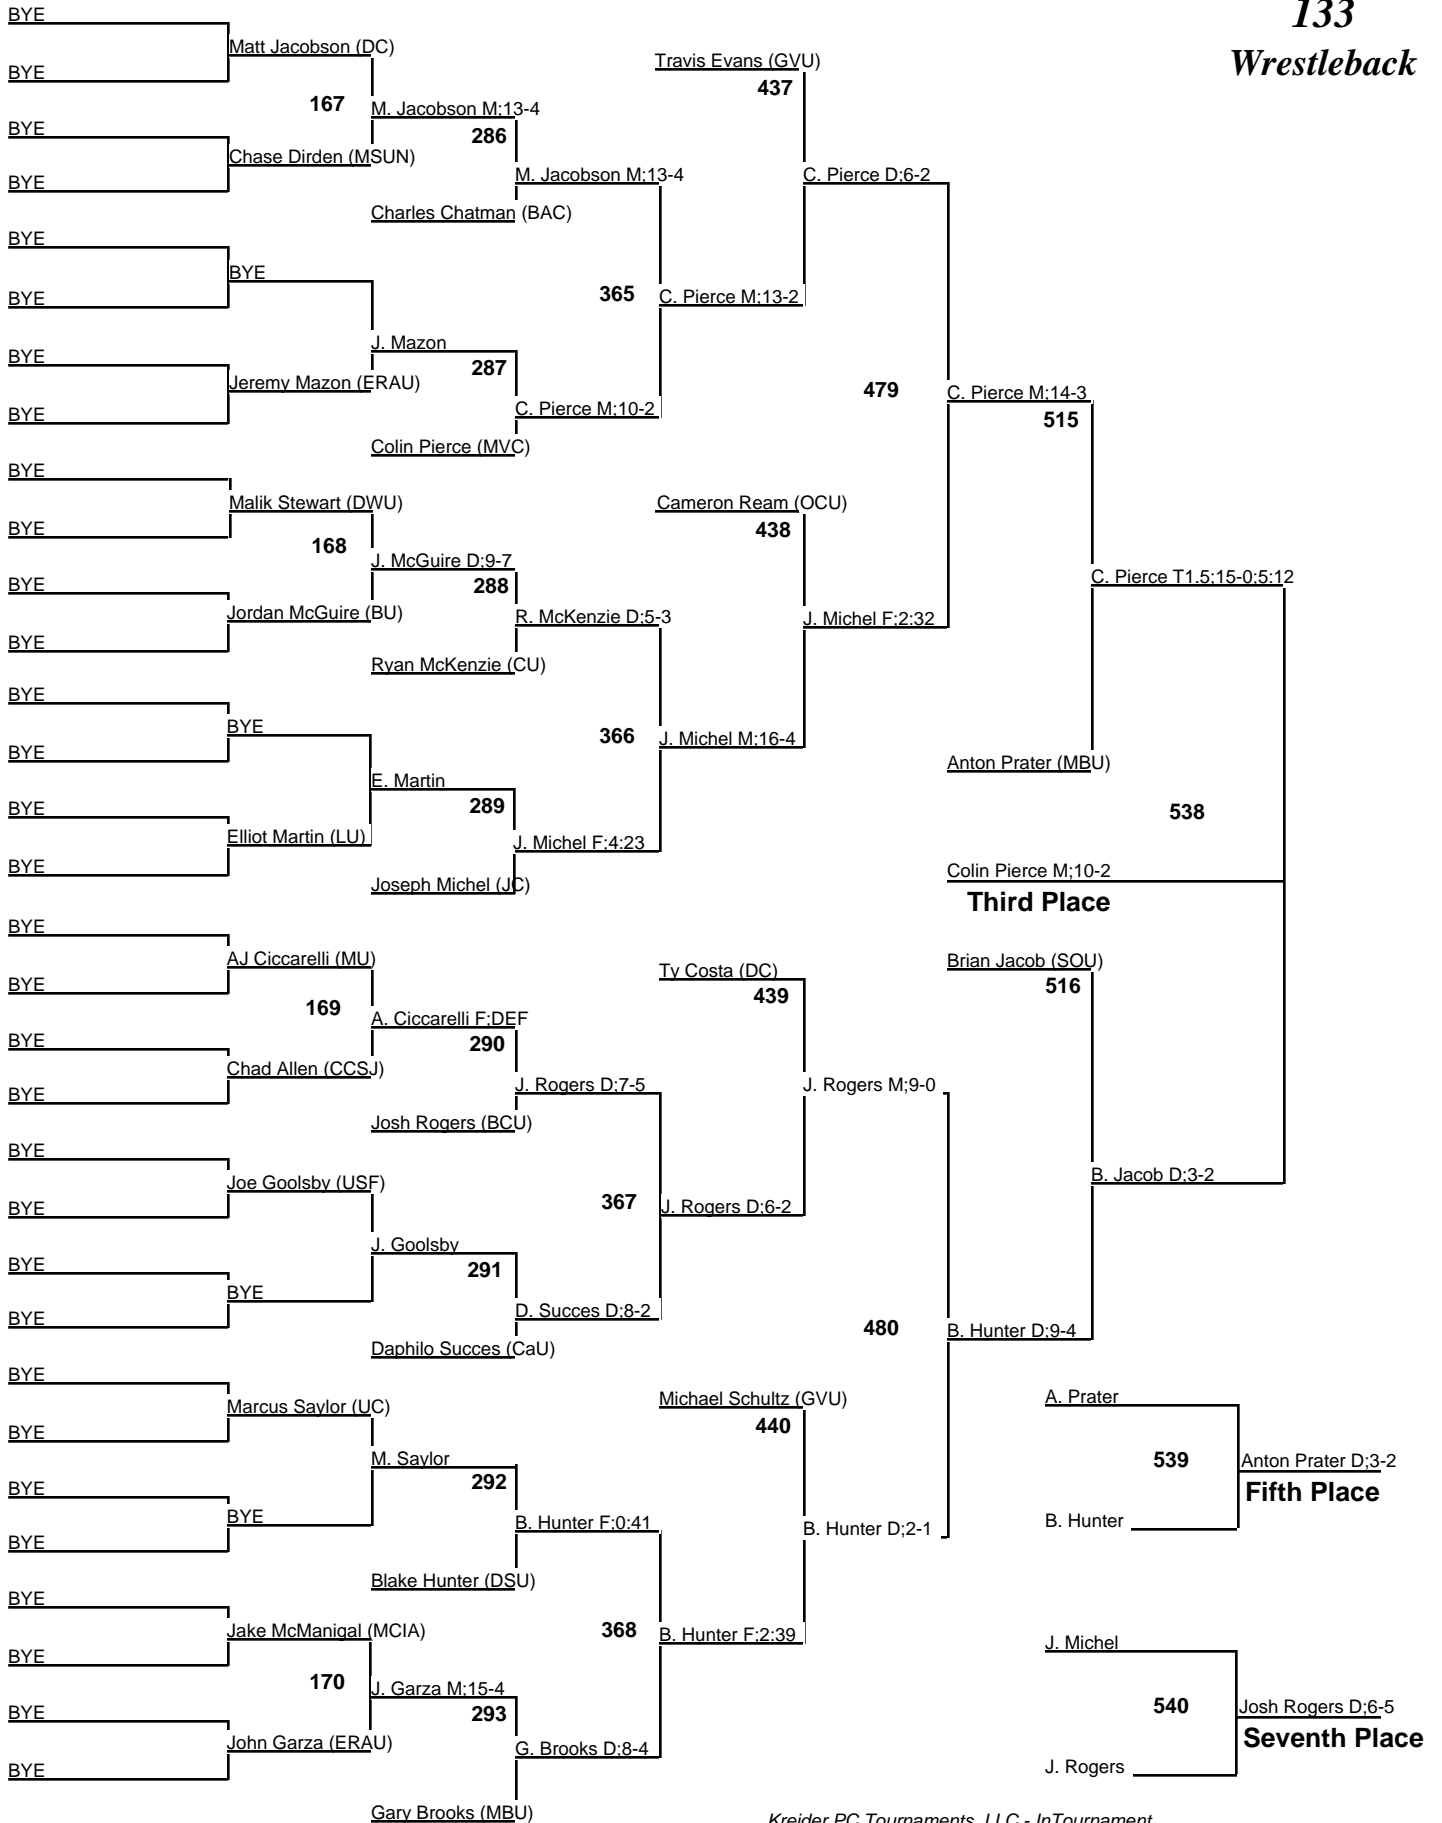 133
Wrestleback
BYE
Matt Jacobson (DC)
BYE
167
M. Jacobson M;13-4
BYE
Chase Dirden (MSUN)
BYE
286
M. Jacobson M;13-4
Charles Chatman (BAC)
BYE
BYE
BYE
J. Mazon
BYE
Jeremy Mazon (ERAU)
BYE
287
C. Pierce M;10-2
Colin Pierce (MVC)
365
C. Pierce M;13-2
Travis Evans (GVU)
437
C. Pierce D;6-2
BYE
Malik Stewart (DWU)
BYE
168
J. McGuire D;9-7
BYE
Jordan McGuire (BU)
BYE
288
R. McKenzie D;5-3
Ryan McKenzie (CU)
BYE
BYE
BYE
E. Martin
BYE
Elliot Martin (LU)
BYE
289
J. Michel F;4:23
Joseph Michel (JC)
366
J. Michel M;16-4
Cameron Ream (OCU)
438
J. Michel F;2:32
479
C. Pierce M;14-3
515
C. Pierce T1.5;15-0;5:12
Anton Prater (MBU)
538
Colin Pierce M;10-2
Third Place
BYE
AJ Ciccarelli (MU)
BYE
169
A. Ciccarelli F;DEF
BYE
Chad Allen (CCSJ)
BYE
290
J. Rogers D;7-5
Josh Rogers (BCU)
BYE
Joe Goolsby (USF)
BYE
J. Goolsby
BYE
BYE
BYE
291
D. Succes D;8-2
Daphilo Succes (CaU)
367
J. Rogers D;6-2
Ty Costa (DC)
439
J. Rogers M;9-0
Brian Jacob (SOU)
516
B. Jacob D;3-2
480
B. Hunter D;9-4
BYE
Marcus Saylor (UC)
BYE
M. Saylor
BYE
BYE
BYE
292
B. Hunter F;0:41
Blake Hunter (DSU)
BYE
Jake McManigal (MCIA)
BYE
170
J. Garza M;15-4
BYE
John Garza (ERAU)
BYE
293
G. Brooks D;8-4
Gary Brooks (MBU)
368
B. Hunter F;2:39
Michael Schultz (GVU)
440
B. Hunter D;2-1
A. Prater
539
Anton Prater D;3-2
Fifth Place
B. Hunter
J. Michel
540
Josh Rogers D;6-5
Seventh Place
J. Rogers
Kreider PC Tournaments, LLC - InTournament